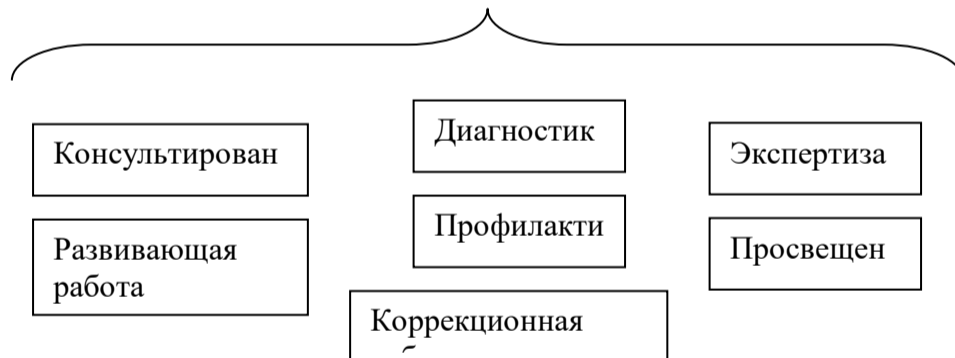 Диагностик
Консультирован
Экспертиза
Профилакти
Развивающая
работа
Просвещен
Коррекционная